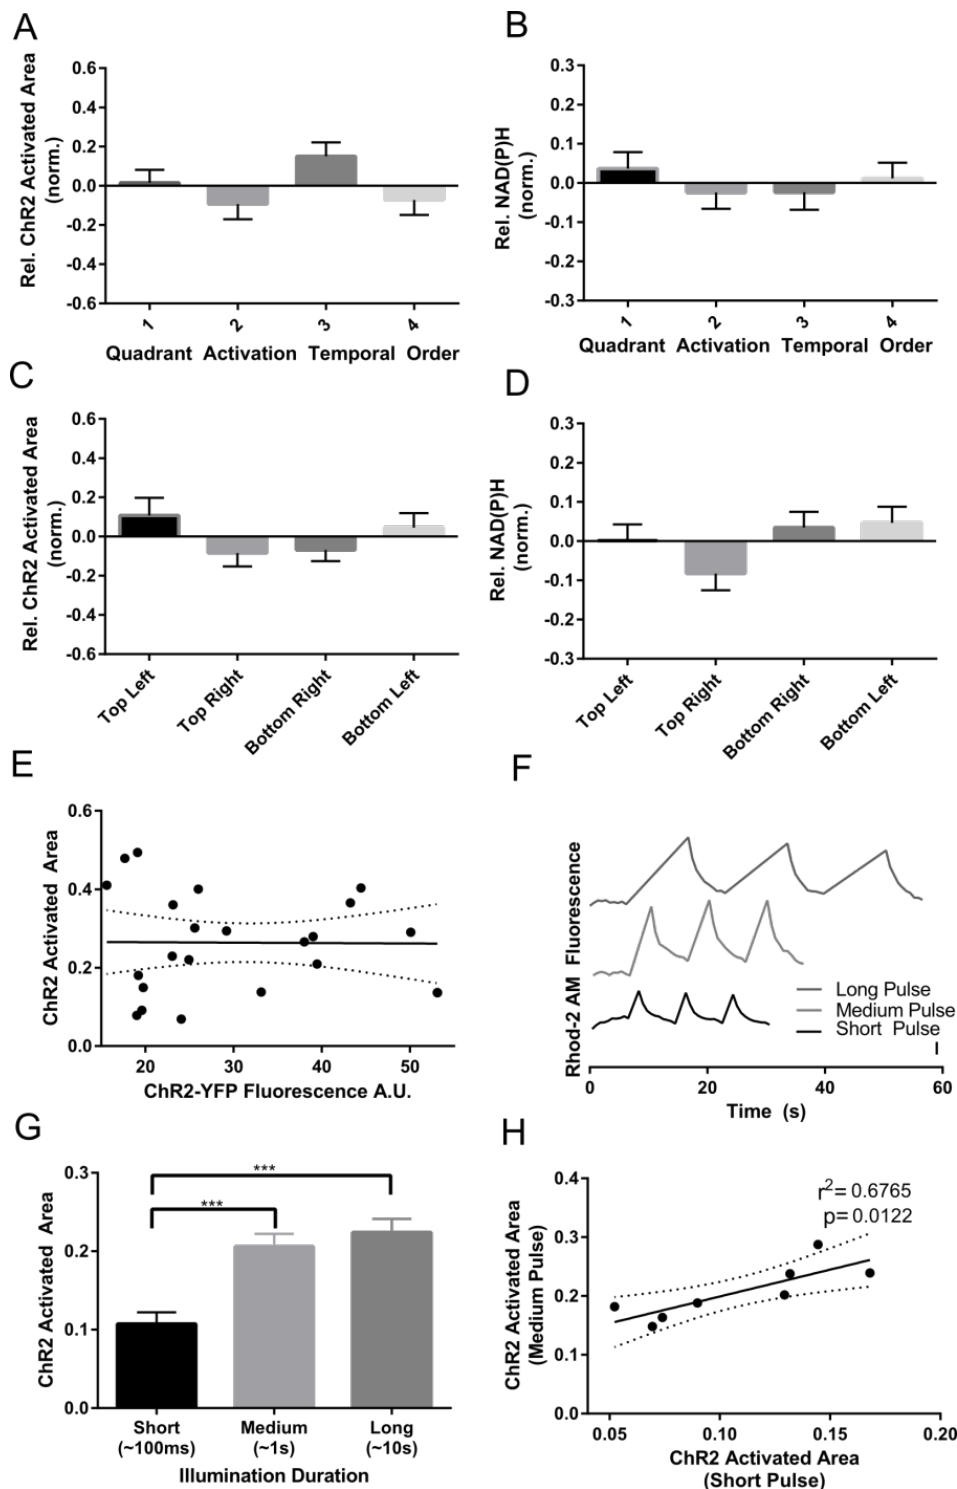 A
Rel. ChR2 Activated Area
(norm.)
0.6
0.4
0.2
0.0
-0.2
-0.4
-0.6
1
2
3
4
Quadrant Activation Temporal Order
B
Rel. NAD(P)H
(norm.)
0.3
0.2
0.1
0.0
-0.1
-0.2
-0.3
1
2
3
4
Quadrant Activation Temporal Order
C
Rel. ChR2 Activated Area
(norm.)
0.6
0.4
0.2
0.0
-0.2
-0.4
-0.6
Top Left
Top Right
Bottom Right
Bottom Left
D
Rel. NAD(P)H
(norm.)
0.3
0.2
0.1
0.0
-0.1
-0.2
-0.3
Top Left
Top Right
Bottom Right
Bottom Left
E
ChR2 Activated Area
0.6
0.4
0.2
0.0
20
30
40
50
ChR2-YFP Fluorescence A.U.
F
Rhod-2 AM Fluorescence
Long Pulse
Medium Pulse
Short Pulse
0
20
40
60
Time (s)
G
ChR2 Activated Area
0.3
0.2
0.1
0.0
***
***
Short
(~100ms)
Medium
(~1s)
Long
(~10s)
Illumination Duration
H
ChR2 Activated Area
(Medium Pulse)
0.4
0.3
0.2
0.1
0.0
r²= 0.6765
p= 0.0122
0.05
0.10
0.15
0.20
ChR2 Activated Area
(Short Pulse)